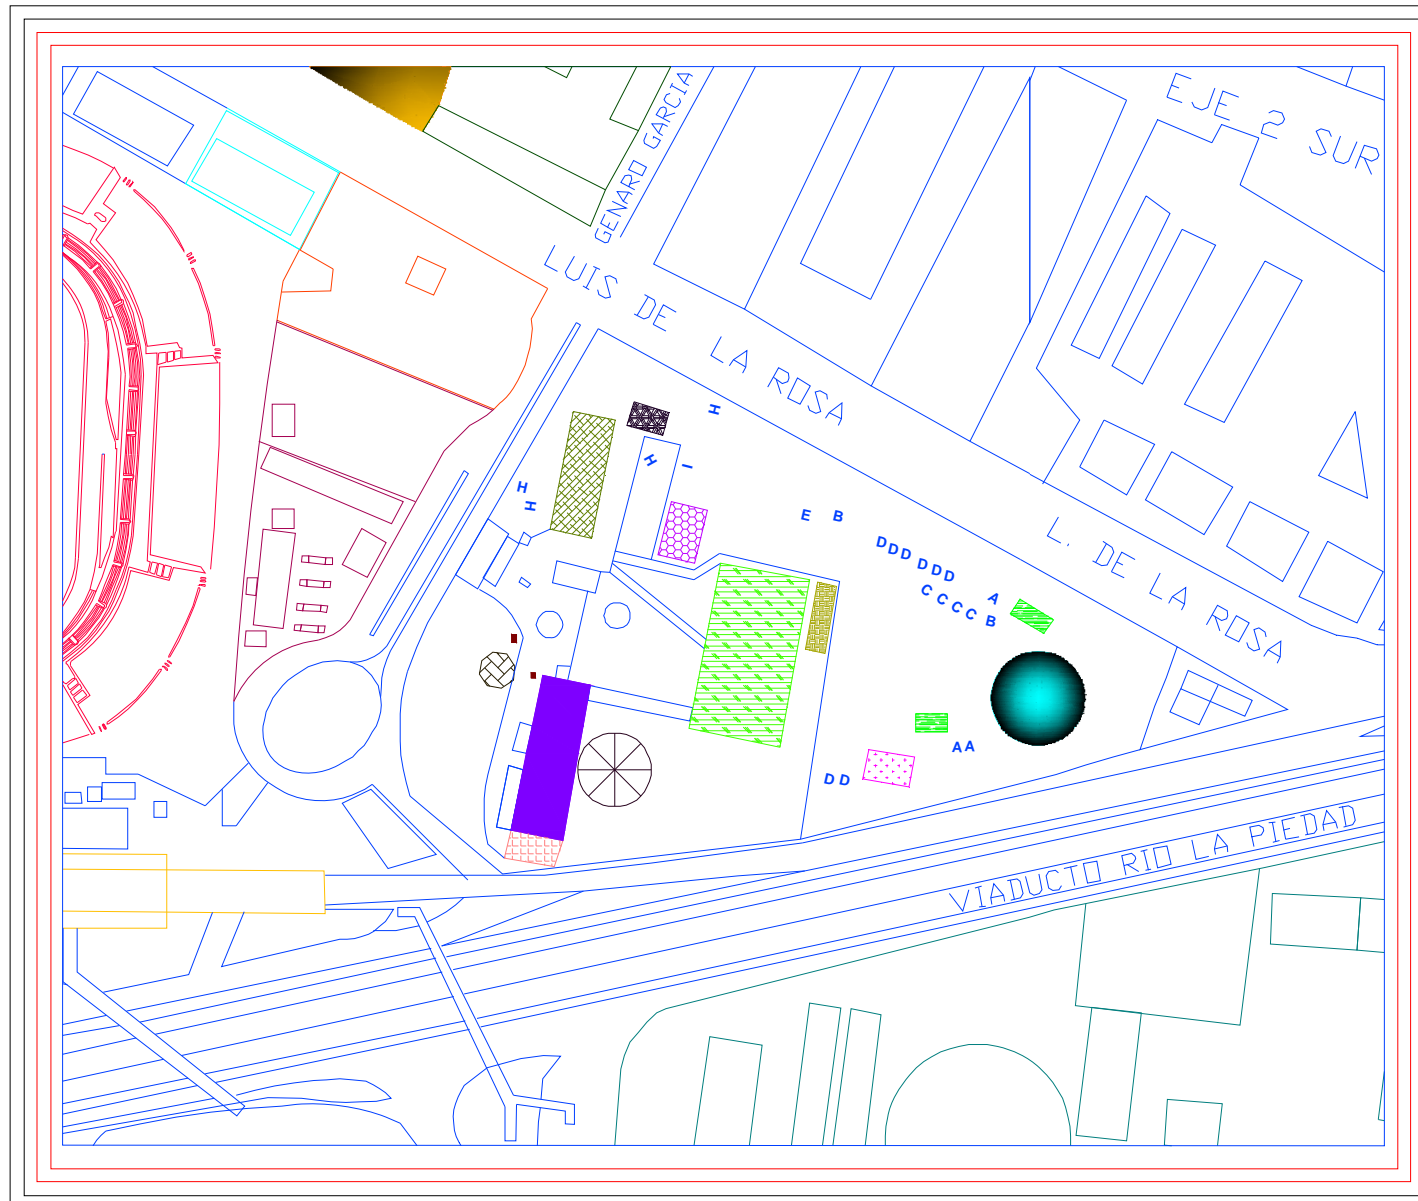 EJE 2 SUR
GENARO GARCIA
LUIS DE LA ROSA
H
H I
H
H
E B
DDD DDD
A
CCCC B
L. DE LA ROSA
AA
DD
VIADUCTO RIO LA PIEDAD